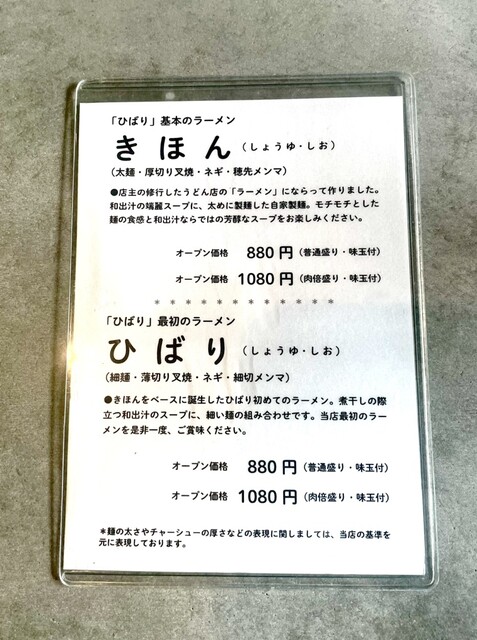 「ひばり」基本のラーメン
きほん（しょうゆ・しお）
（太麺・厚切り叉焼・ネギ・穂先メンマ）
●店主の修行したうどん店の「ラーメン」にならって作りました。
和出汁の端麗スープに、太めに製麺した自家製麺。モチモチとした
麺の食感と和出汁ならではの芳醇なスープをお楽しみください。
オープン価格 880円（普通盛り・味玉付）
オープン価格 1080円（肉倍盛り・味玉付）
＊＊＊＊＊＊＊＊＊＊＊＊
「ひばり」最初のラーメン
ひばり（しょうゆ・しお）
（細麺・薄切り叉焼・ネギ・細切メンマ）
●きほんをベースに誕生したひばり初めてのラーメン。煮干しの際
立つ和出汁のスープに、細い麺の組み合わせです。当店最初のラー
メンを是非一度、ご賞味ください。
オープン価格 880円（普通盛り・味玉付）
オープン価格 1080円（肉倍盛り・味玉付）
＊麺の太さやチャーシューの厚さなどの表現に関しましては、当店の基準を
元に表現しております。